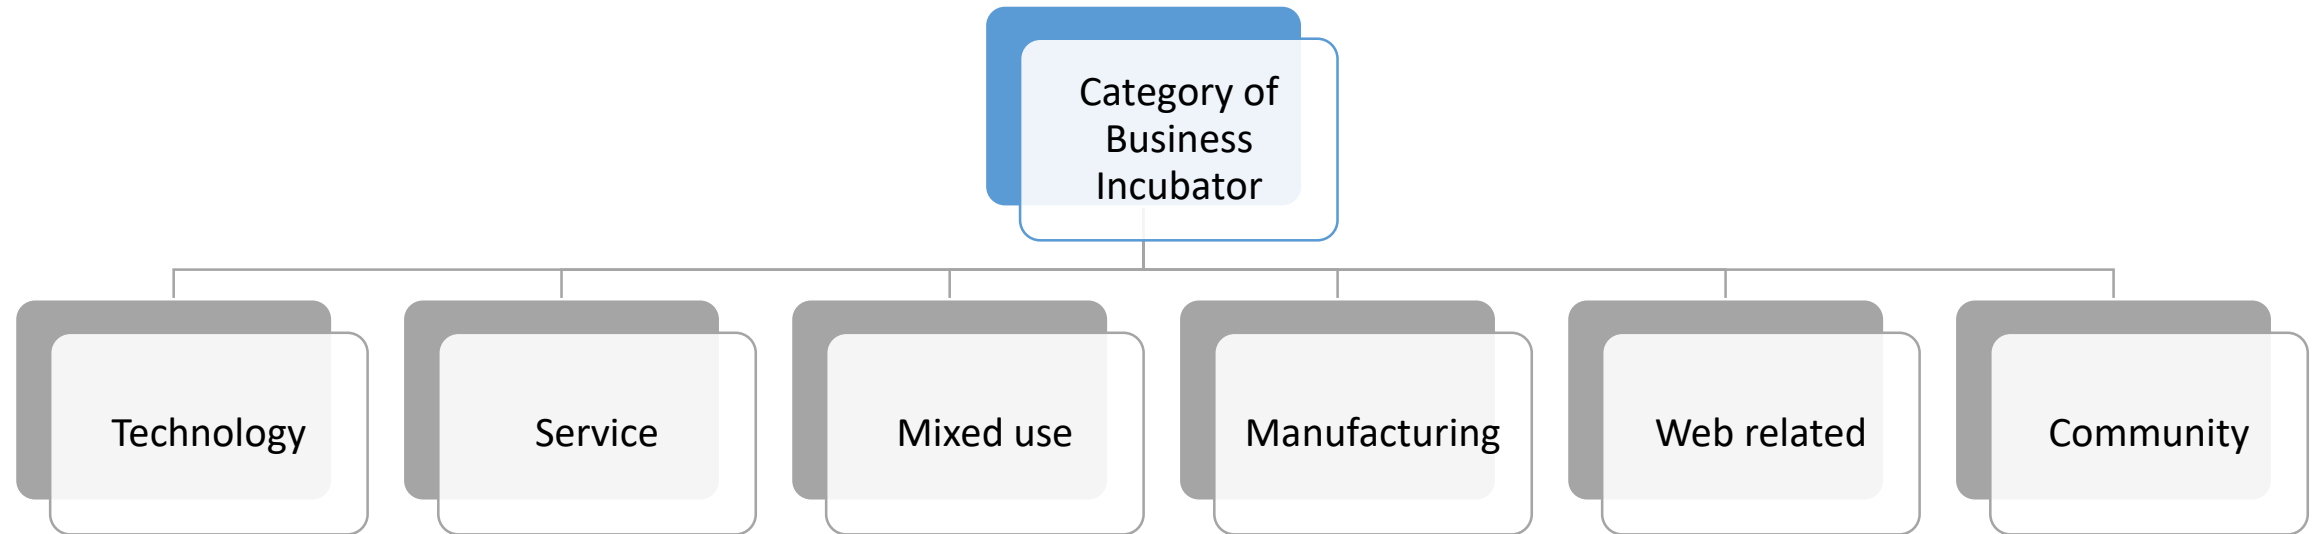 Category of
Business
Incubator
Technology
Service
Mixed use
Manufacturing
Web related
Community